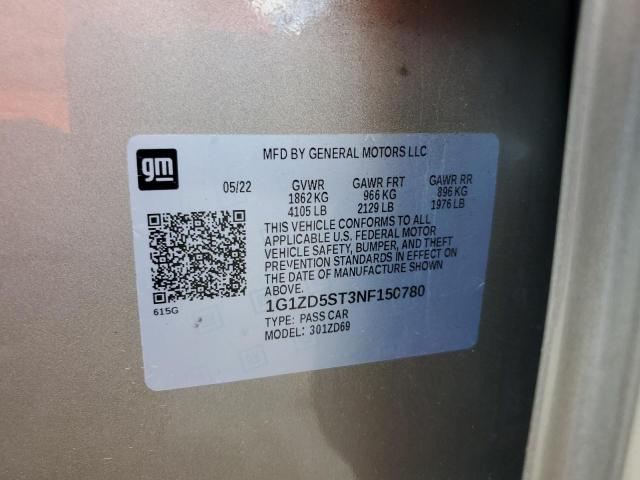 gm
MFD BY GENERAL MOTORS LLC
05/22 GVWR GAWR FRT GAWR RR
1862 KG 966 KG 896 KG
4105 LB 2129 LB 1976 LB
THIS VEHICLE CONFORMS TO ALL
APPLICABLE U.S. FEDERAL MOTOR
VEHICLE SAFETY, BUMPER, AND THEFT
PREVENTION STANDARDS IN EFFECT ON
THE DATE OF MANUFACTURE SHOWN
ABOVE.
1G1ZD5ST3NF150780
615G
TYPE: PASS CAR
MODEL: 301ZD69